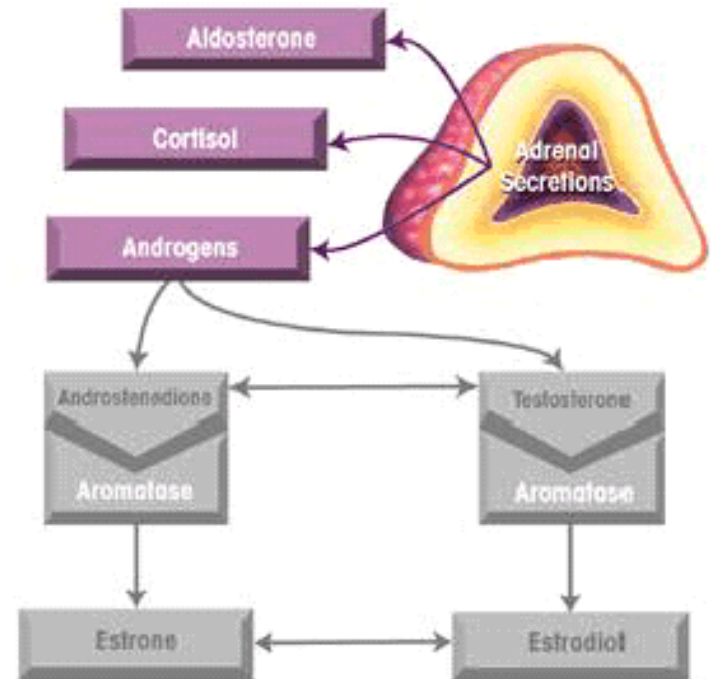 Aldosterone
Cortisol
Adrenal
Secretions
Androgens
Androstenedione
Testosterone
Aromatase
Aromatase
Estrone
Estradiol